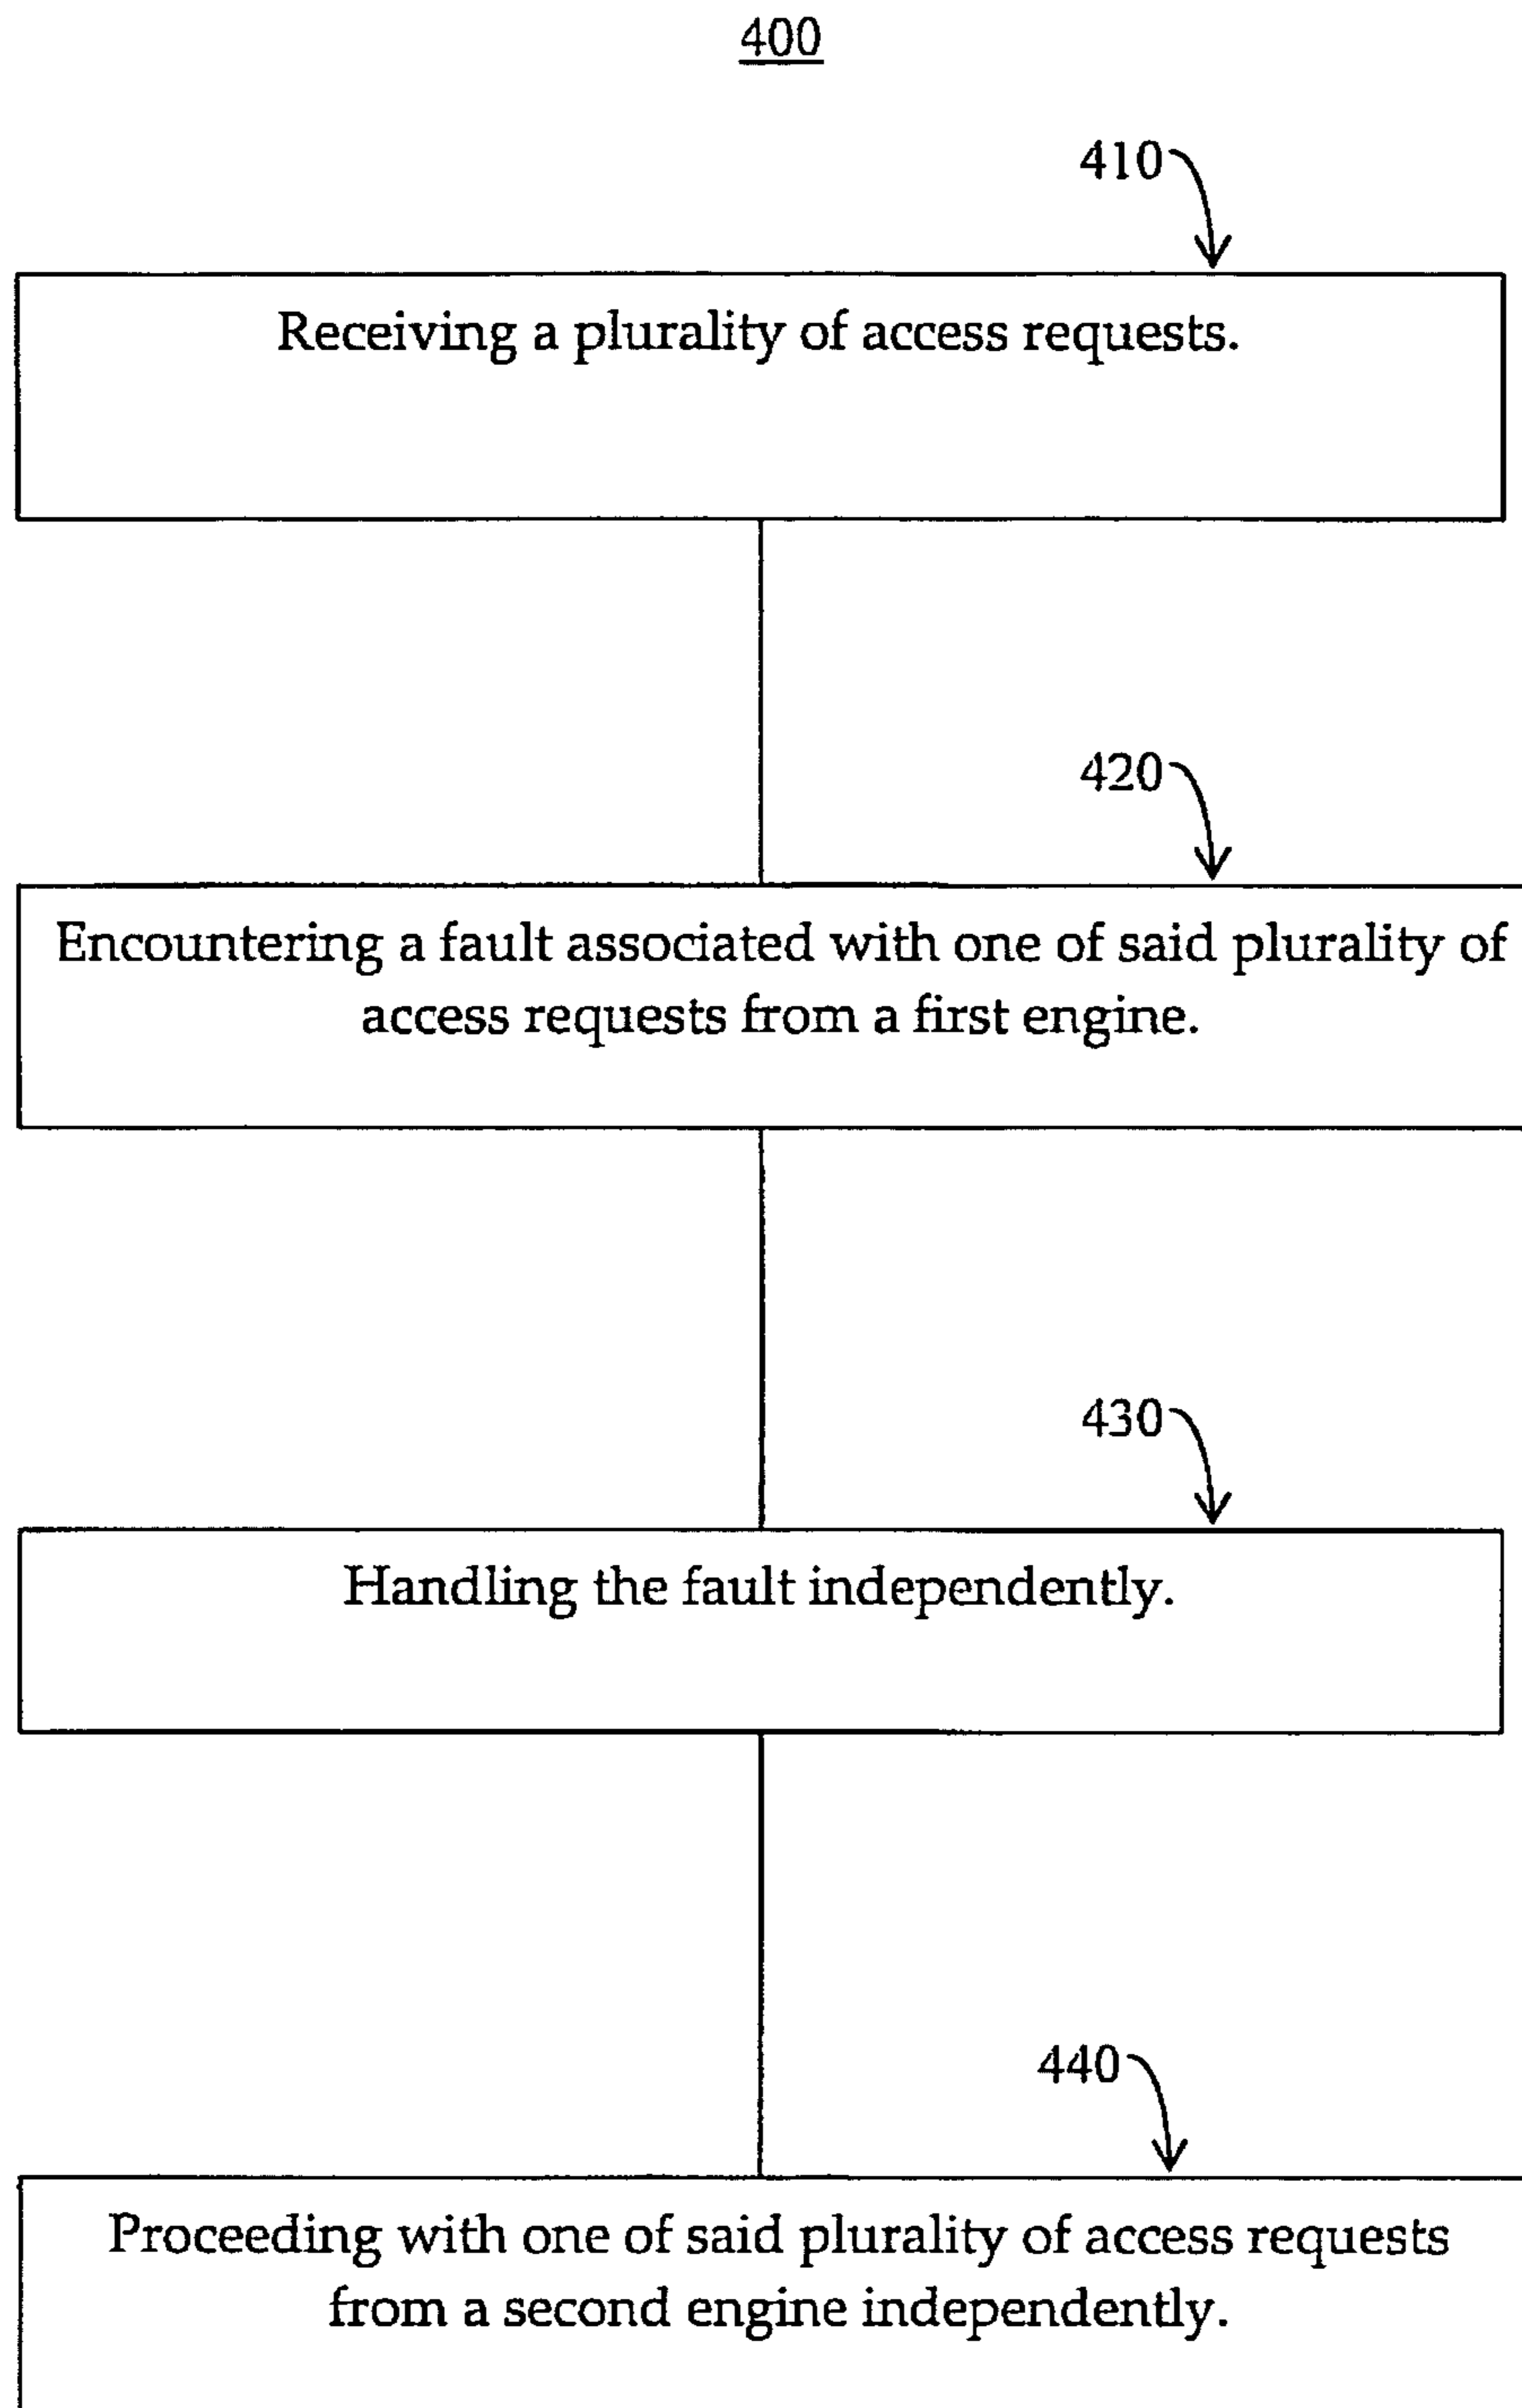 400
410
Receiving a plurality of access requests.
420
Encountering a fault associated with one of said plurality of
access requests from a first engine.
430
Handling the fault independently.
440
Proceeding with one of said plurality of access requests
from a second engine independently.